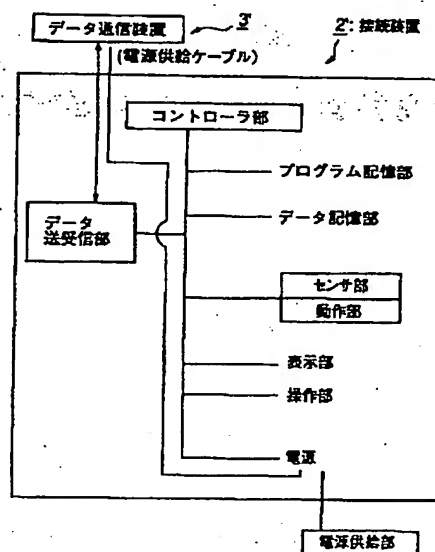 データ通信装置
3'
2': 接続装置
(電源供給ケーブル)
コントローラ部
プログラム記憶部
データ
送受信部
データ記憶部
センサ部
動作部
表示部
操作部
電源
電源供給部